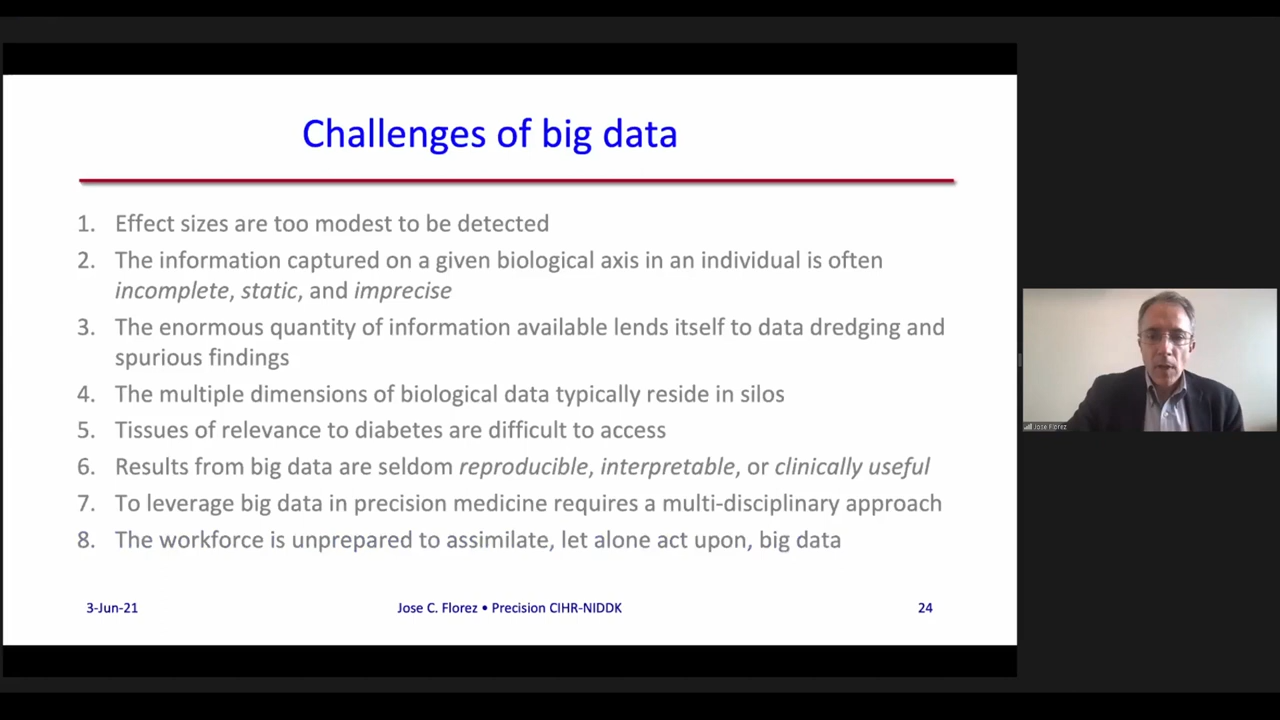 Challenges of big data
1. Effect sizes are too modest to be detected
2. The information captured on a given biological axis in an individual is often
incomplete, static, and imprecise
3. The enormous quantity of information available lends itself to data dredging and
spurious findings
4. The multiple dimensions of biological data typically reside in silos
5. Tissues of relevance to diabetes are difficult to access
6. Results from big data are seldom reproducible, interpretable, or clinically useful
7. To leverage big data in precision medicine requires a multi-disciplinary approach
8. The workforce is unprepared to assimilate, let alone act upon, big data
3-Jun-21
Jose C. Florez • Precision CIHR-NIDDK
24
Jose Florez